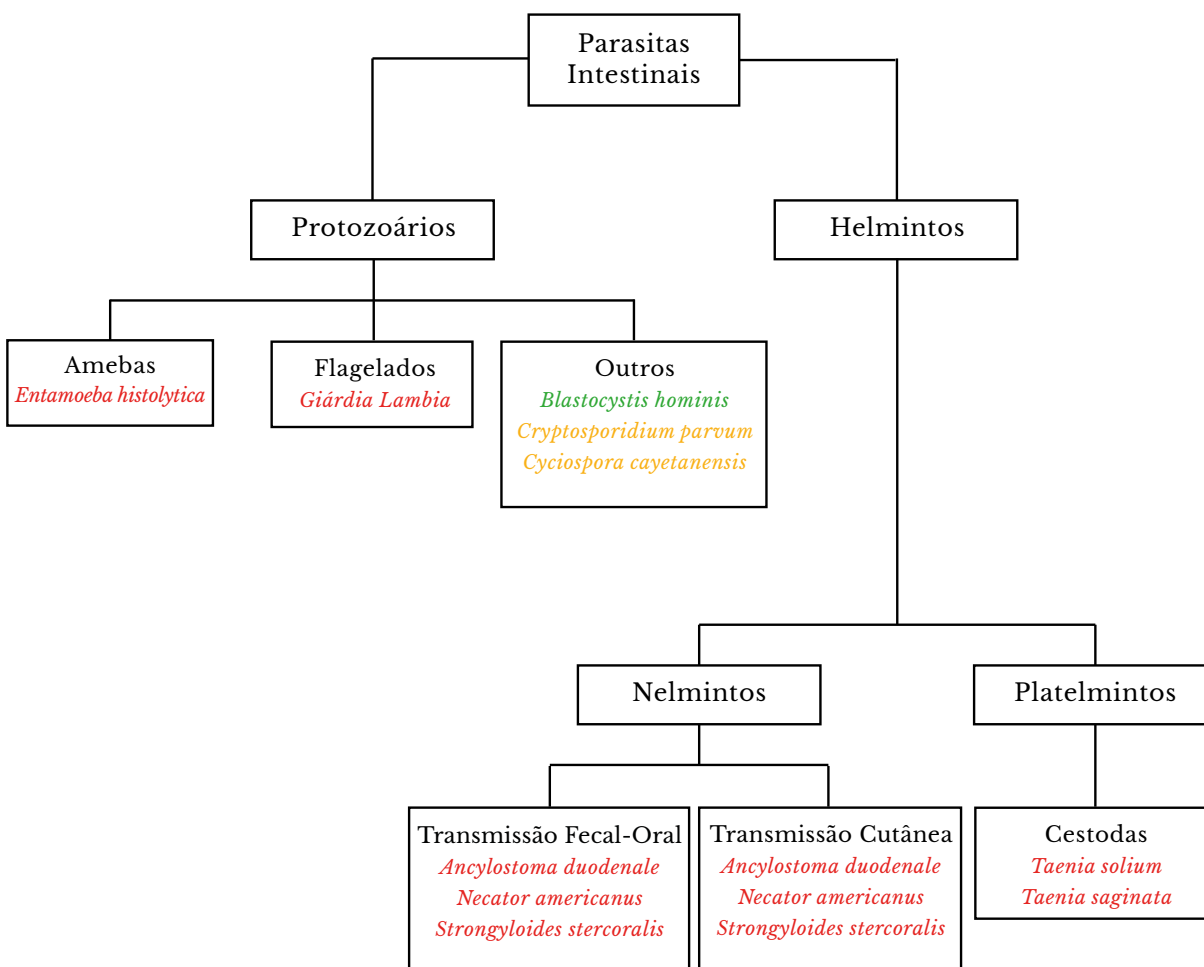 Parasitas
Intestinais
Protozoários
Helmintos
Amebas
Entamoeba histolytica
Flagelados
Giárdia Lambia
Outros
Blastocystis hominis
Cryptosporidium parvum
Cyciospora cayetanensis
Nelmintos
Platelmintos
Transmissão Fecal-Oral
Ancylostoma duodenale
Necator americanus
Strongyloides stercoralis
Transmissão Cutânea
Ancylostoma duodenale
Necator americanus
Strongyloides stercoralis
Cestodas
Taenia solium
Taenia saginata